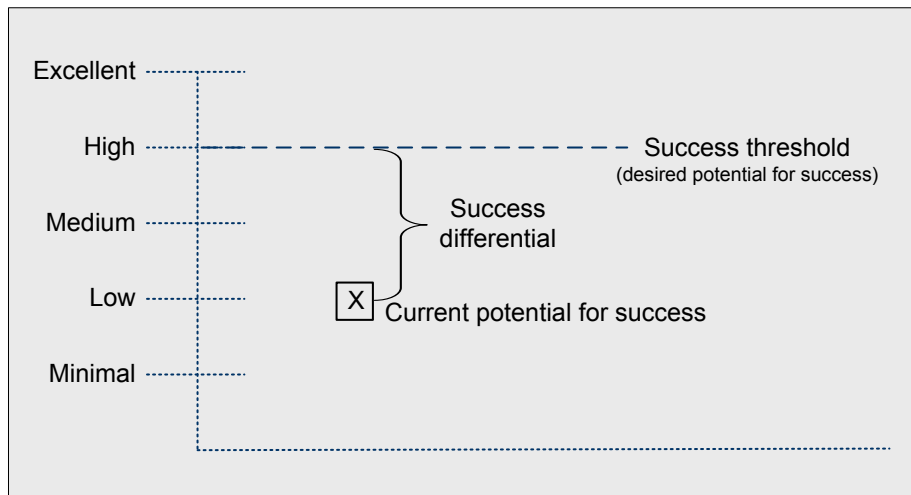 Excellent
High
Success threshold
(desired potential for success)
Medium
Success
differential
Low
X
Current potential for success
Minimal